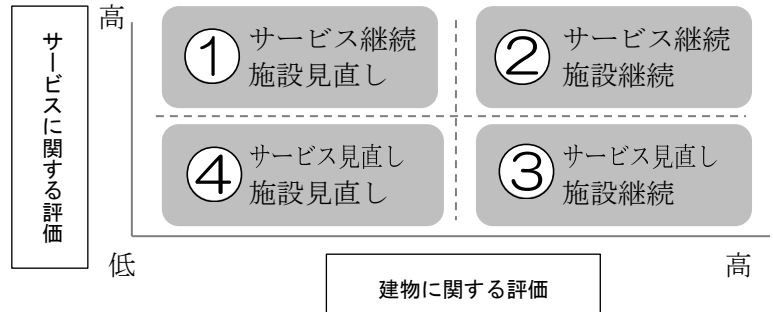 高
サービスに関する評価
① サービス継続
施設見直し
② サービス継続
施設継続
④ サービス見直し
施設見直し
③ サービス見直し
施設継続
低
高
建物に関する評価